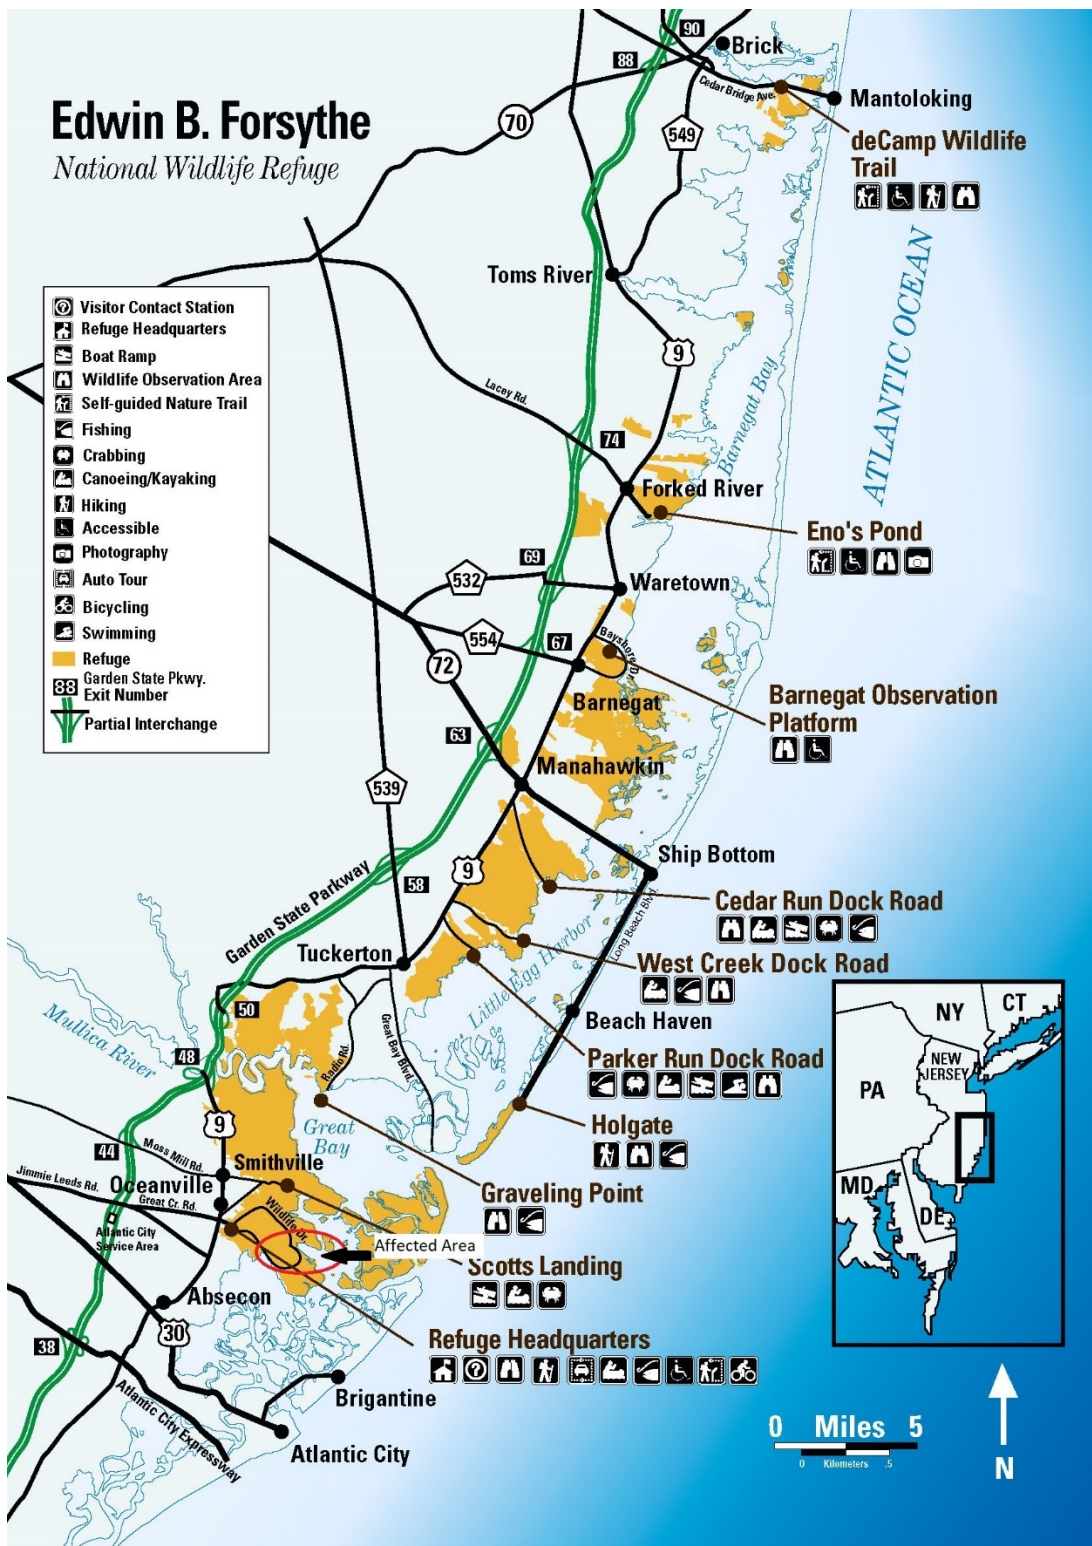 Edwin B. Forsythe
National Wildlife Refuge
90
Brick
88
Cedar Bridge Ave.
Mantoloking
70
549
deCamp Wildlife
Trail
ATLANTIC OCEAN
Toms River
Visitor Contact Station
Refuge Headquarters
Boat Ramp
Wildlife Observation Area
Self-guided Nature Trail
Fishing
Crabbing
Canoeing/Kayaking
Hiking
Accessible
Photography
Auto Tour
Bicycling
Swimming
Refuge
88 Garden State Pkwy.
Exit Number
Partial Interchange
9
Barnegat Bay
Lacey Rd.
74
Forked River
Eno's Pond
69
532
Waretown
554
67
Bayshore Dr.
72
Barnegat
Barnegat Observation
Platform
63
Manahawkin
539
Ship Bottom
9
58
Garden State Parkway
Cedar Run Dock Road
Long Beach Blvd.
Tuckerton
West Creek Dock Road
Little Egg Harbor
50
Beach Haven
Mullica River
Great Bay Blvd.
Radio Rd.
48
Parker Run Dock Road
NY
CT
NEW
JERSEY
PA
MD
DE
Holgate
Great
Bay
9
44
Moss Mill Rd.
Smithville
Jimmie Leeds Rd.
Oceanville
Great Cr. Rd.
Graveling Point
Atlantic City
Service Area
Wildlife Dr.
Affected Area
Scotts Landing
Absecon
30
38
Refuge Headquarters
Brigantine
Atlantic City Expressway
Atlantic City
0 Miles 5
0 Kilometers .5
N